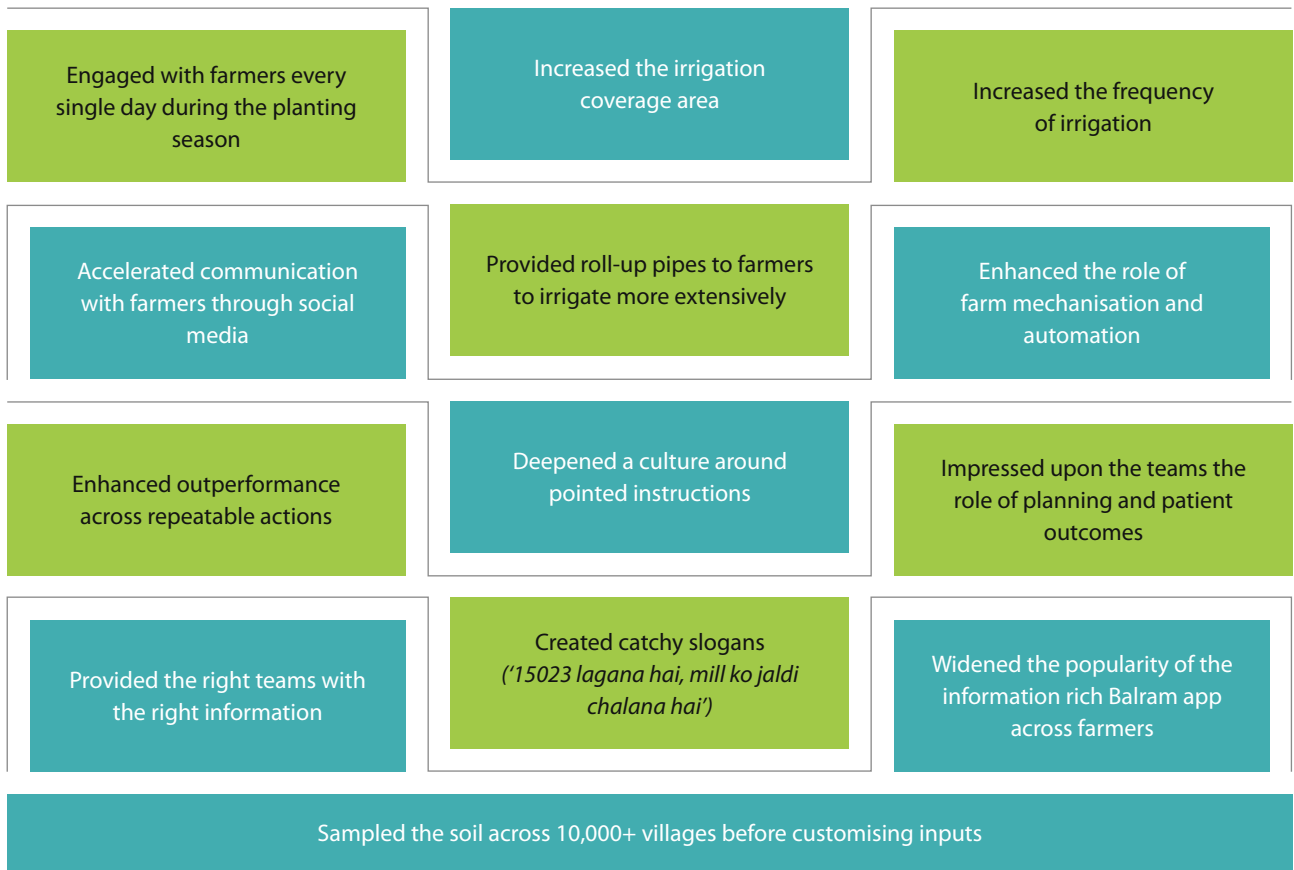 Engaged with farmers every
single day during the planting
season
Increased the irrigation
coverage area
Increased the frequency
of irrigation
Accelerated communication
with farmers through social
media
Provided roll-up pipes to farmers
to irrigate more extensively
Enhanced the role of
farm mechanisation and
automation
Enhanced outperformance
across repeatable actions
Deepened a culture around
pointed instructions
Impressed upon the teams the
role of planning and patient
outcomes
Provided the right teams with
the right information
Created catchy slogans
(‘15023 lagana hai, mill ko jaldi
chalana hai’)
Widened the popularity of the
information rich Balram app
across farmers
Sampled the soil across 10,000+ villages before customising inputs